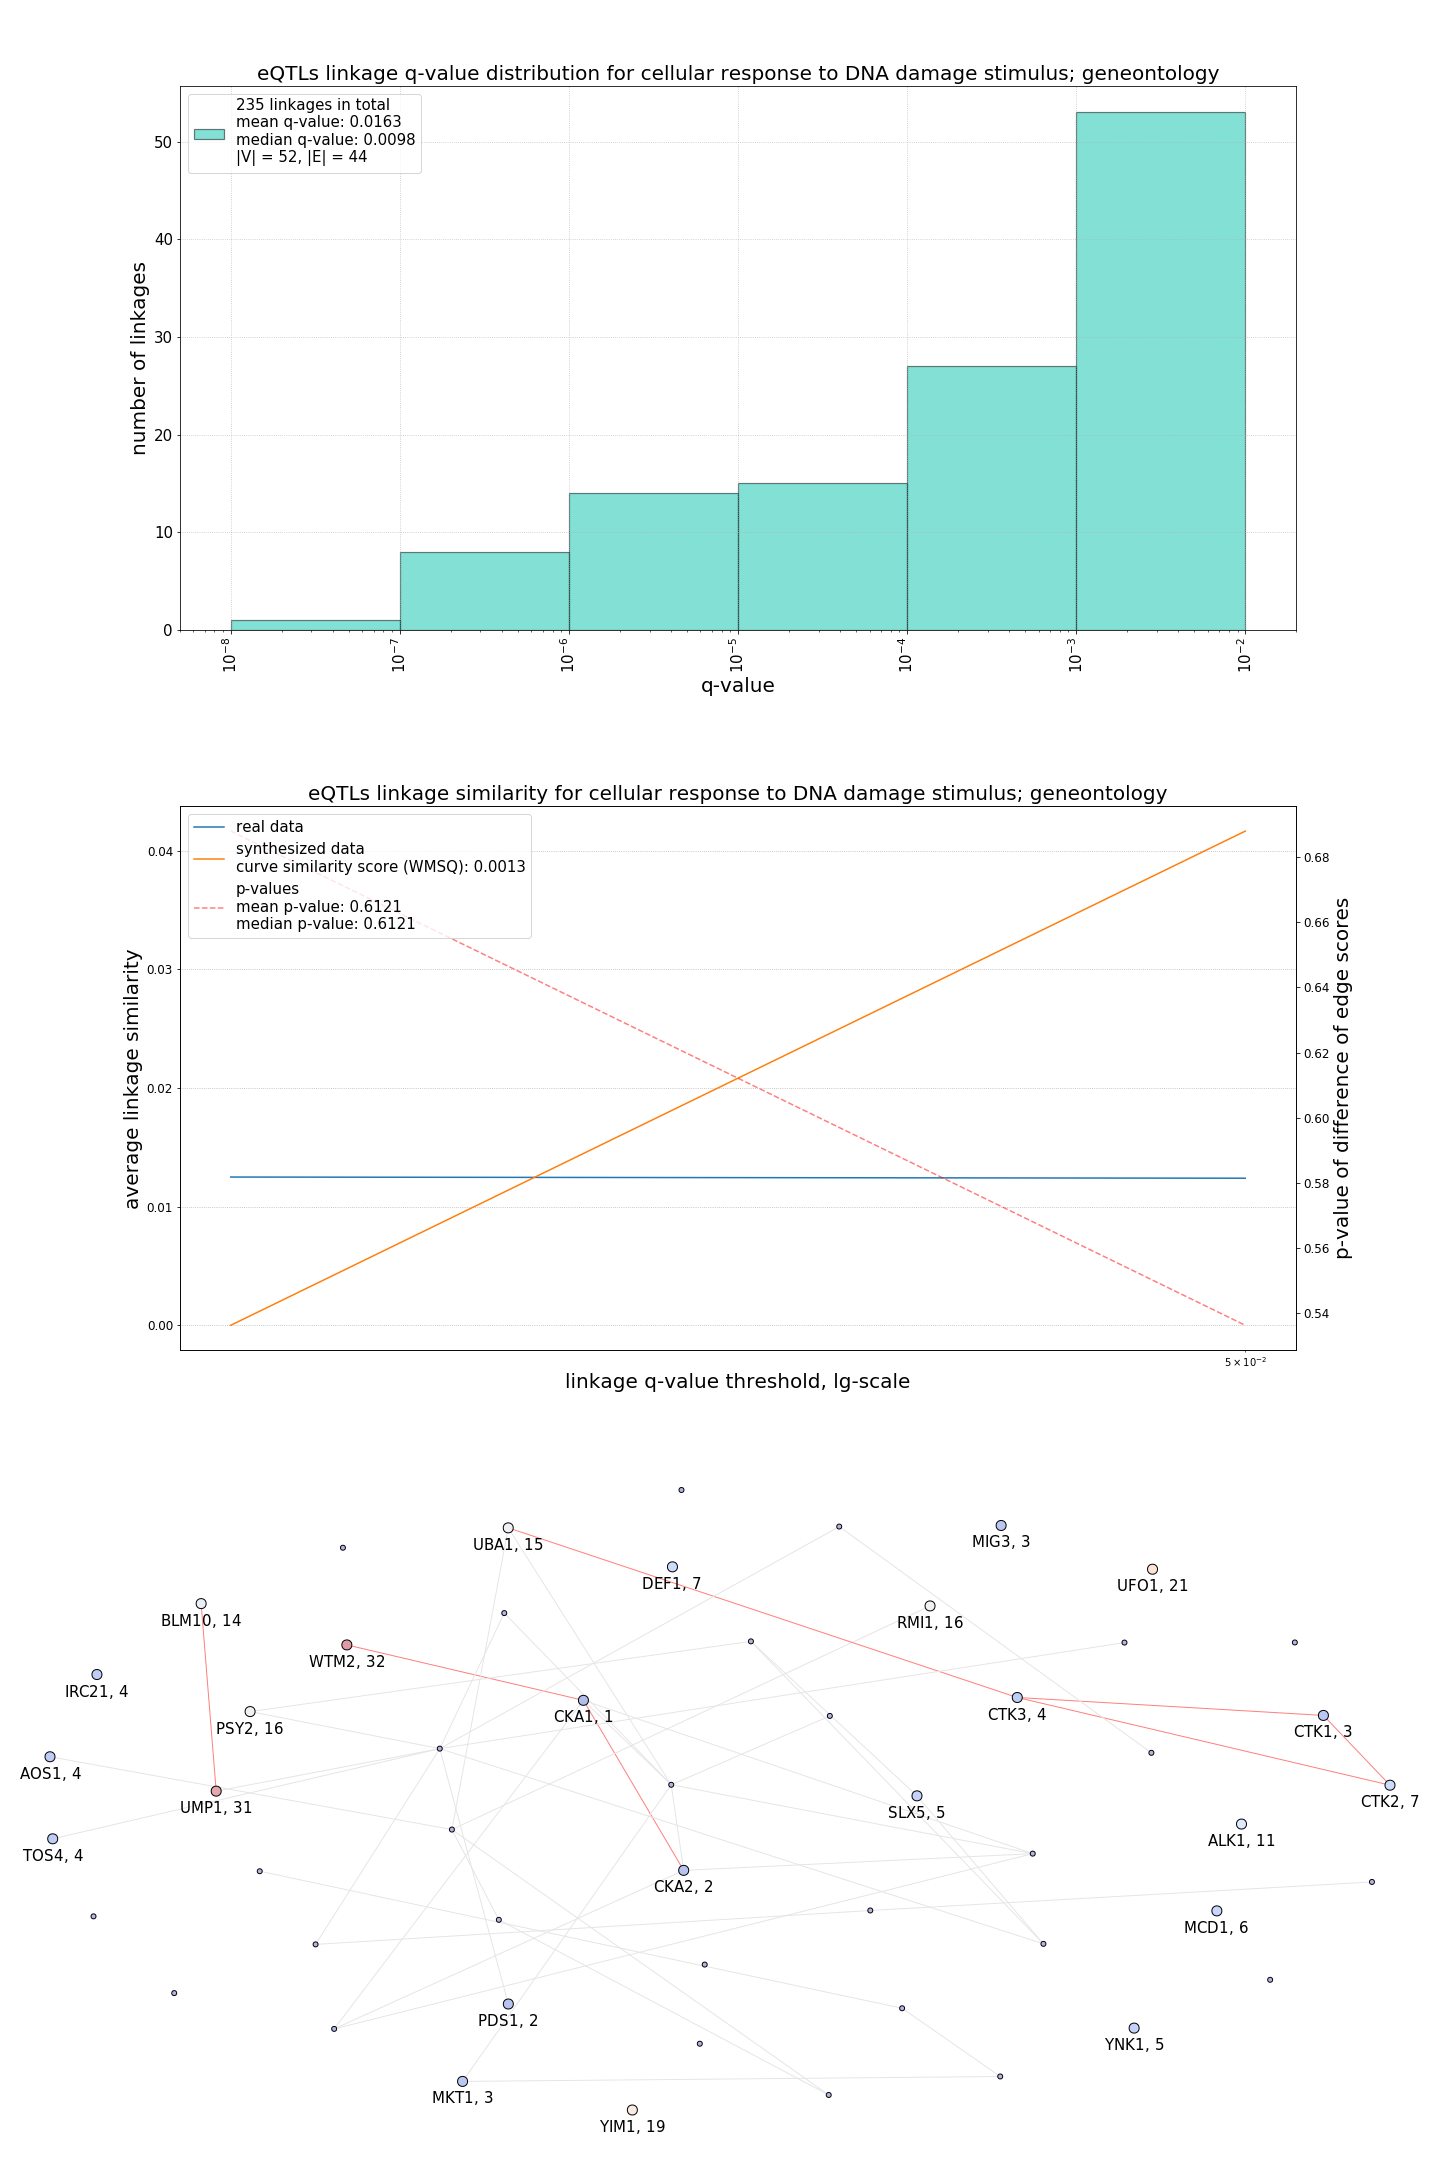 eQTLs linkage q-value distribution for cellular response to DNA damage stimulus; geneontology
235 linkages in total
mean q-value: 0.0163
median q-value: 0.0098
|V| = 52, |E| = 44
50
40
30
20
10
0
number of linkages
10⁻⁸ 10⁻⁷ 10⁻⁶ 10⁻⁵ 10⁻⁴ 10⁻³ 10⁻²
q-value
eQTLs linkage similarity for cellular response to DNA damage stimulus; geneontology
real data
synthesized data
curve similarity score (WMSQ): 0.0013
p-values
mean p-value: 0.6121
median p-value: 0.6121
0.04
0.03
0.02
0.01
0.00
average linkage similarity
0.68
0.66
0.64
0.62
0.60
0.58
0.56
0.54
p-value of difference of edge scores
5 × 10⁻²
linkage q-value threshold, lg-scale
UBA1, 15
MIG3, 3
DEF1, 7
UFO1, 21
BLM10, 14
RMI1, 16
WTM2, 32
IRC21, 4
CKA1, 1
CTK3, 4
PSY2, 16
CTK1, 3
AOS1, 4
UMP1, 31
CTK2, 7
SLX5, 5
ALK1, 11
TOS4, 4
CKA2, 2
MCD1, 6
PDS1, 2
YNK1, 5
MKT1, 3
YIM1, 19